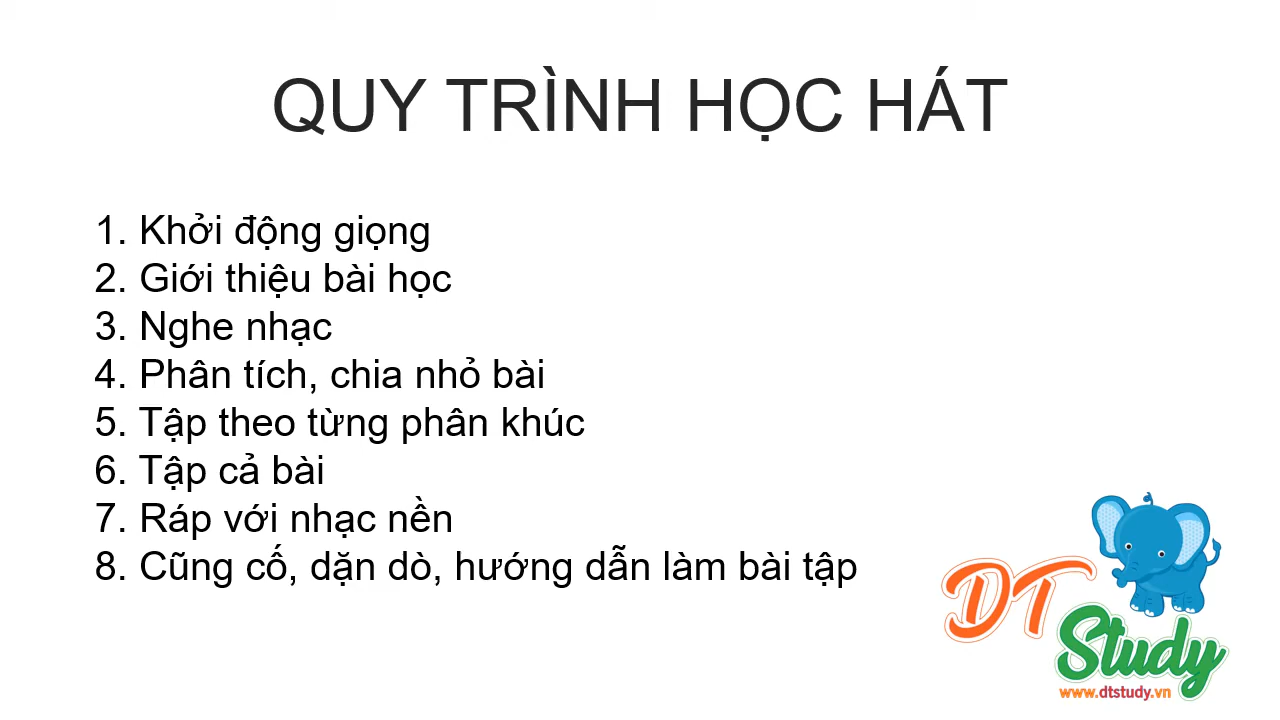 QUY TRÌNH HỌC HÁT
1. Khởi động giọng
2. Giới thiệu bài học
3. Nghe nhạc
4. Phân tích, chia nhỏ bài
5. Tập theo từng phân khúc
6. Tập cả bài
7. Ráp với nhạc nền
8. Cũng cố, dặn dò, hướng dẫn làm bài tập
DT
Study
www.dtstudy.vn